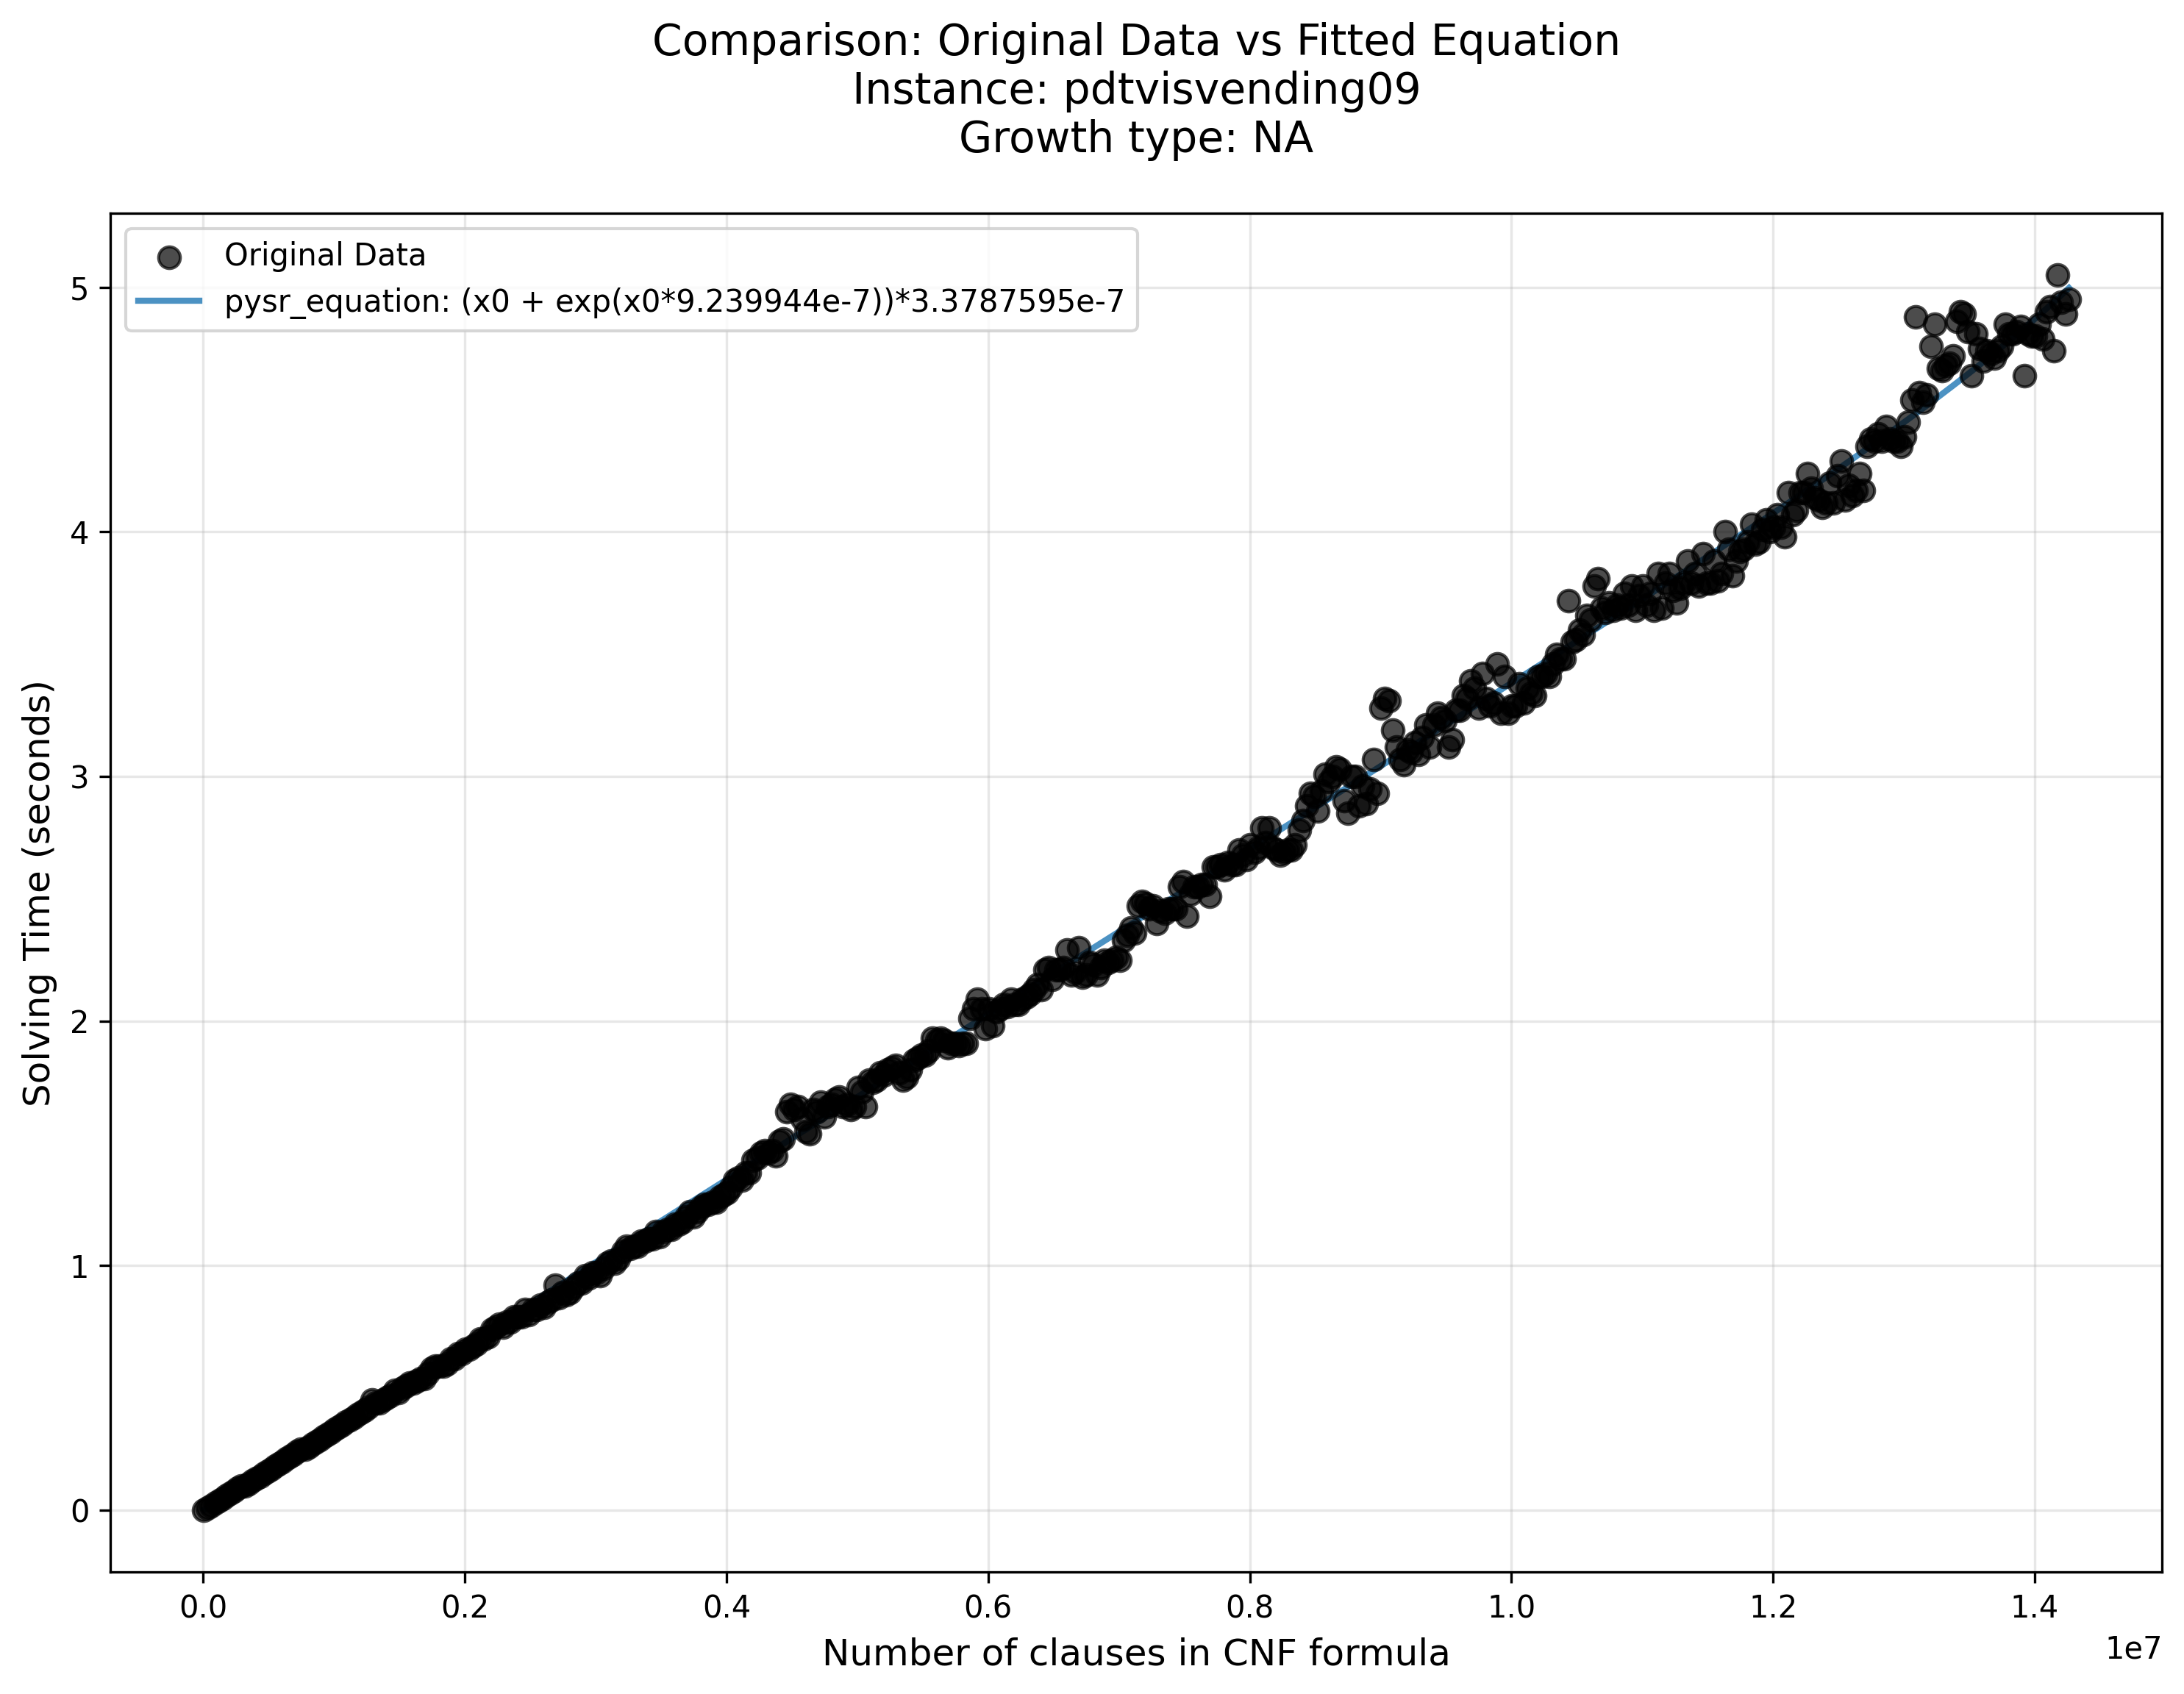 Comparison: Original Data vs Fitted Equation
Instance: pdtvisvending09
Growth type: NA
Original Data
pysr_equation: (x0 + exp(x0*9.239944e-7))*3.3787595e-7
5
4
3
2
1
0
Solving Time (seconds)
0.0 0.2 0.4 0.6 0.8 1.0 1.2 1.4
1e7
Number of clauses in CNF formula